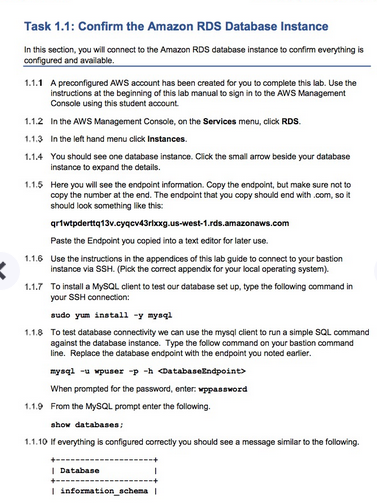 Task 1.1: Confirm the Amazon RDS Database Instance
In this section, you will connect to the Amazon RDS database instance to confirm everything is
configured and available.
1.1.1 A preconfigured AWS account has been created for you to complete this lab. Use the
instructions at the beginning of this lab manual to sign in to the AWS Management
Console using this student account.
1.1.2 In the AWS Management Console, on the Services menu, click RDS.
1.1.3 In the left hand menu click Instances.
1.1.4 You should see one database instance. Click the small arrow beside your database
instance to expand the details.
1.1.5 Here you will see the endpoint information. Copy the endpoint, but make sure not to
copy the number at the end. The endpoint that you copy should end with .com, so it
should look something like this:
qr1wtpderttq13v.cyqcv43rlxxg.us-west-1.rds.amazonaws.com
Paste the Endpoint you copied into a text editor for later use.
1.1.6 Use the instructions in the appendices of this lab guide to connect to your bastion
instance via SSH. (Pick the correct appendix for your local operating system).
1.1.7 To install a MySQL client to test our database set up, type the following command in
your SSH connection:
sudo yum install -y mysql
1.1.8 To test database connectivity we can use the mysql client to run a simple SQL command
against the database instance. Type the follow command on your bastion command
line. Replace the database endpoint with the endpoint you noted earlier.
mysql -u wpuser -p -h <DatabaseEndpoint>
When prompted for the password, enter: wppassword
1.1.9 From the MySQL prompt enter the following.
show databases;
1.1.10 If everything is configured correctly you should see a message similar to the following.
+--------------------+
| Database |
+--------------------+
| information_schema |